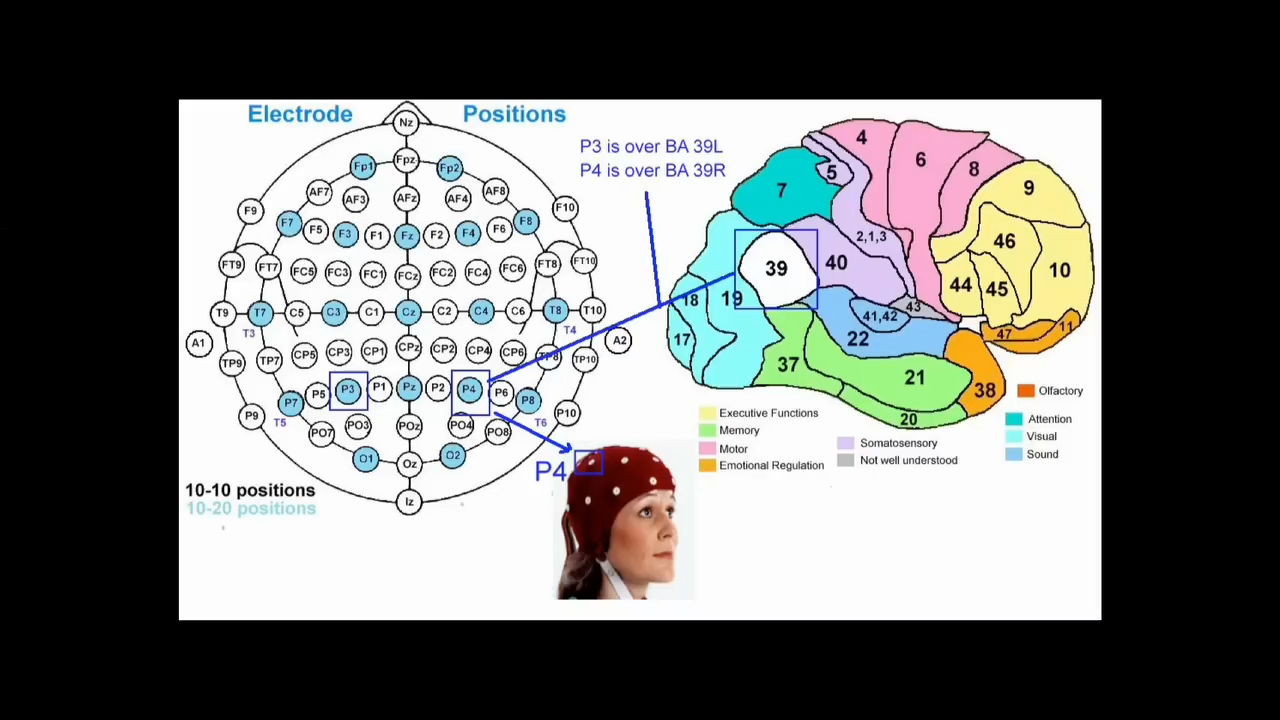 Electrode Positions
Nz
Fp1 Fpz Fp2
AF7 AF3 AFz AF4 AF8
F9 F7 F5 F3 F1 Fz F2 F4 F6 F8 F10
FT9 FT7 FC5 FC3 FC1 FCz FC2 FC4 FC6 FT8 FT10
T9 T7 C5 C3 C1 Cz C2 C4 C6 T8 T10
T3 T4
A1 A2
TP9 TP7 CP5 CP3 CP1 CPz CP2 CP4 CP6 TP8 TP10
P9 P7 P5 P3 P1 Pz P2 P4 P6 P8 P10
T5 T6
PO7 PO3 POz PO4 PO8
O1 Oz O2
Iz
10-10 positions
10-20 positions
P3 is over BA 39L
P4 is over BA 39R
P4
4 6 8 9
5 7
2,1,3
46
39 40 44 45 10
18 19 43
41,42
17 22 47 11
37 21 38
20
Executive Functions
Memory
Motor
Emotional Regulation
Somatosensory
Not well understood
Olfactory
Attention
Visual
Sound